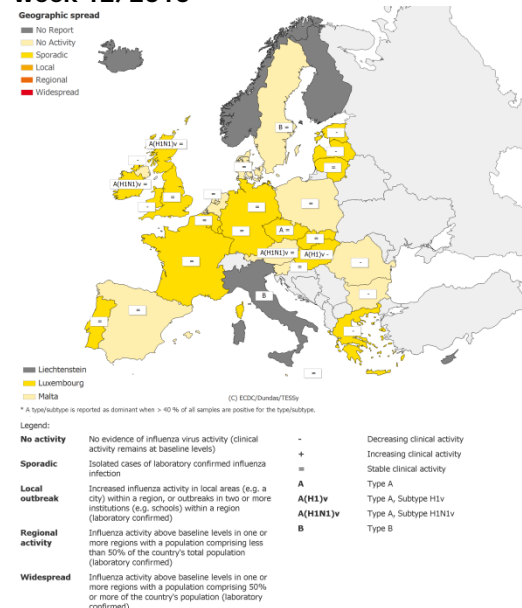 Geographic spread
No Report
No Activity
Sporadic
Local
Regional
Widespread
B =
A(H1N1)v =
-
-
-
=
=
A(H1N1)v =
=
=
-
=
=
=
=
-
=
A =
=
A(H1N1)v =
A(H1)v -
=
=
-
-
B
=
=
-
=
Liechtenstein
Luxembourg
Malta
(C) ECDC/Dundas/TESSy
* A type/subtype is reported as dominant when > 40 % of all samples are positive for the type/subtype.
Legend:
No activity No evidence of influenza virus activity (clinical
activity remains at baseline levels)
Sporadic Isolated cases of laboratory confirmed influenza
infection
Local
outbreak
Increased influenza activity in local areas (e.g. a
city) within a region, or outbreaks in two or more
institutions (e.g. schools) within a region
(laboratory confirmed)
Regional
activity
Influenza activity above baseline levels in one or
more regions with a population comprising less
than 50% of the country's total population
(laboratory confirmed)
Widespread Influenza activity above baseline levels in one or
more regions with a population comprising 50%
or more of the country's population (laboratory
confirmed)
- Decreasing clinical activity
+ Increasing clinical activity
= Stable clinical activity
A Type A
A(H1)v Type A, Subtype H1v
A(H1N1)v Type A, Subtype H1N1v
B Type B